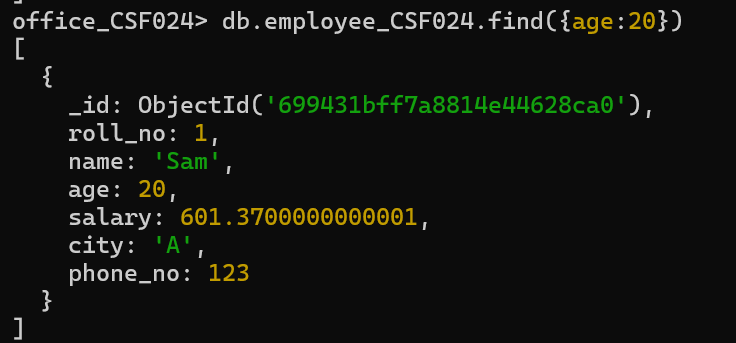 ]
office_CSF024> db.employee_CSF024.find({age:20})
[
  {
    _id: ObjectId('699431bff7a8814e44628ca0'),
    roll_no: 1,
    name: 'Sam',
    age: 20,
    salary: 601.3700000000001,
    city: 'A',
    phone_no: 123
  }
]